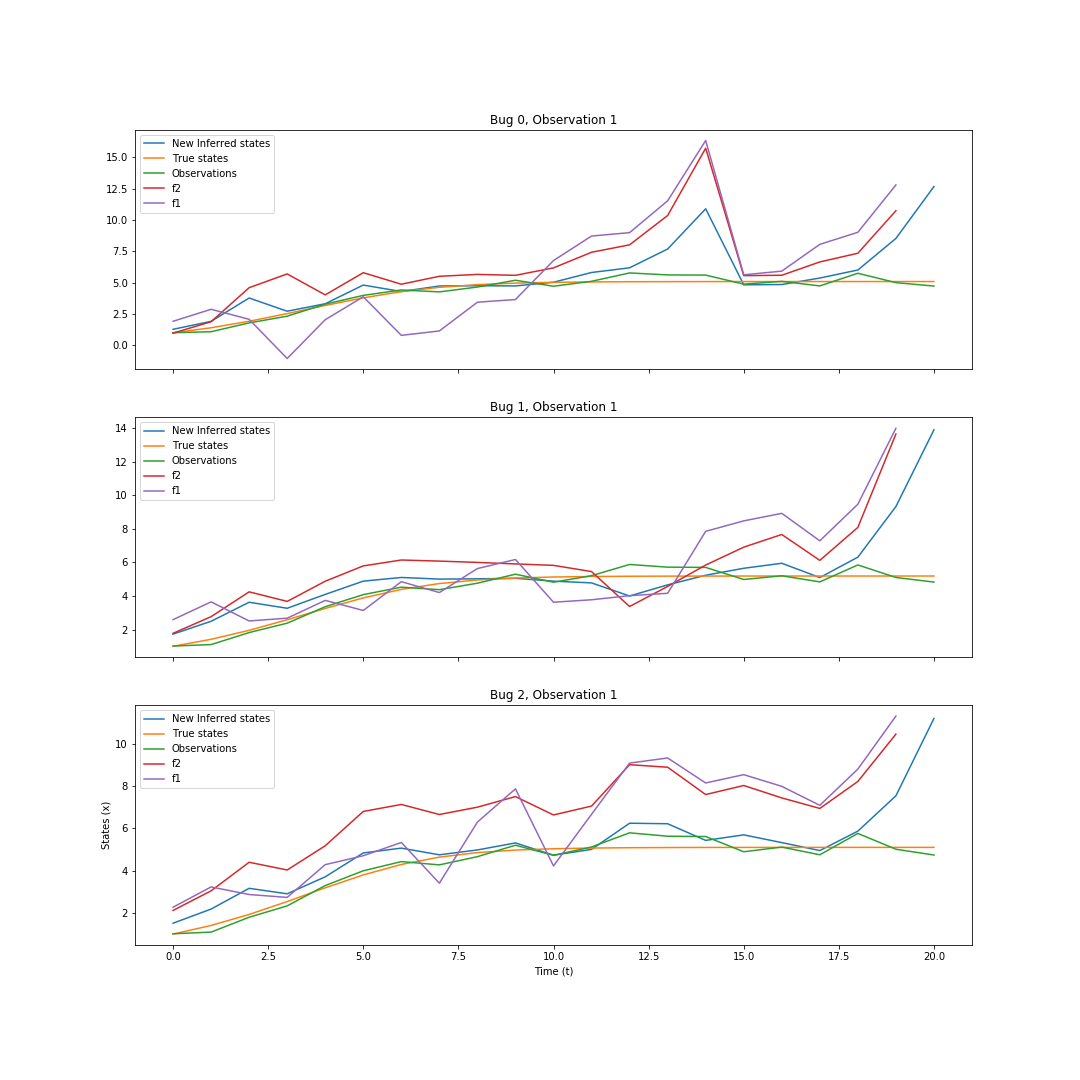 Bug 0, Observation 1
New Inferred states
True states
Observations
f2
f1
15.0
12.5
10.0
7.5
5.0
2.5
0.0
Bug 1, Observation 1
New Inferred states
True states
Observations
f2
f1
14
12
10
8
6
4
2
Bug 2, Observation 1
New Inferred states
True states
Observations
f2
f1
10
8
6
4
2
States (x)
0.0 2.5 5.0 7.5 10.0 12.5 15.0 17.5 20.0
Time (t)